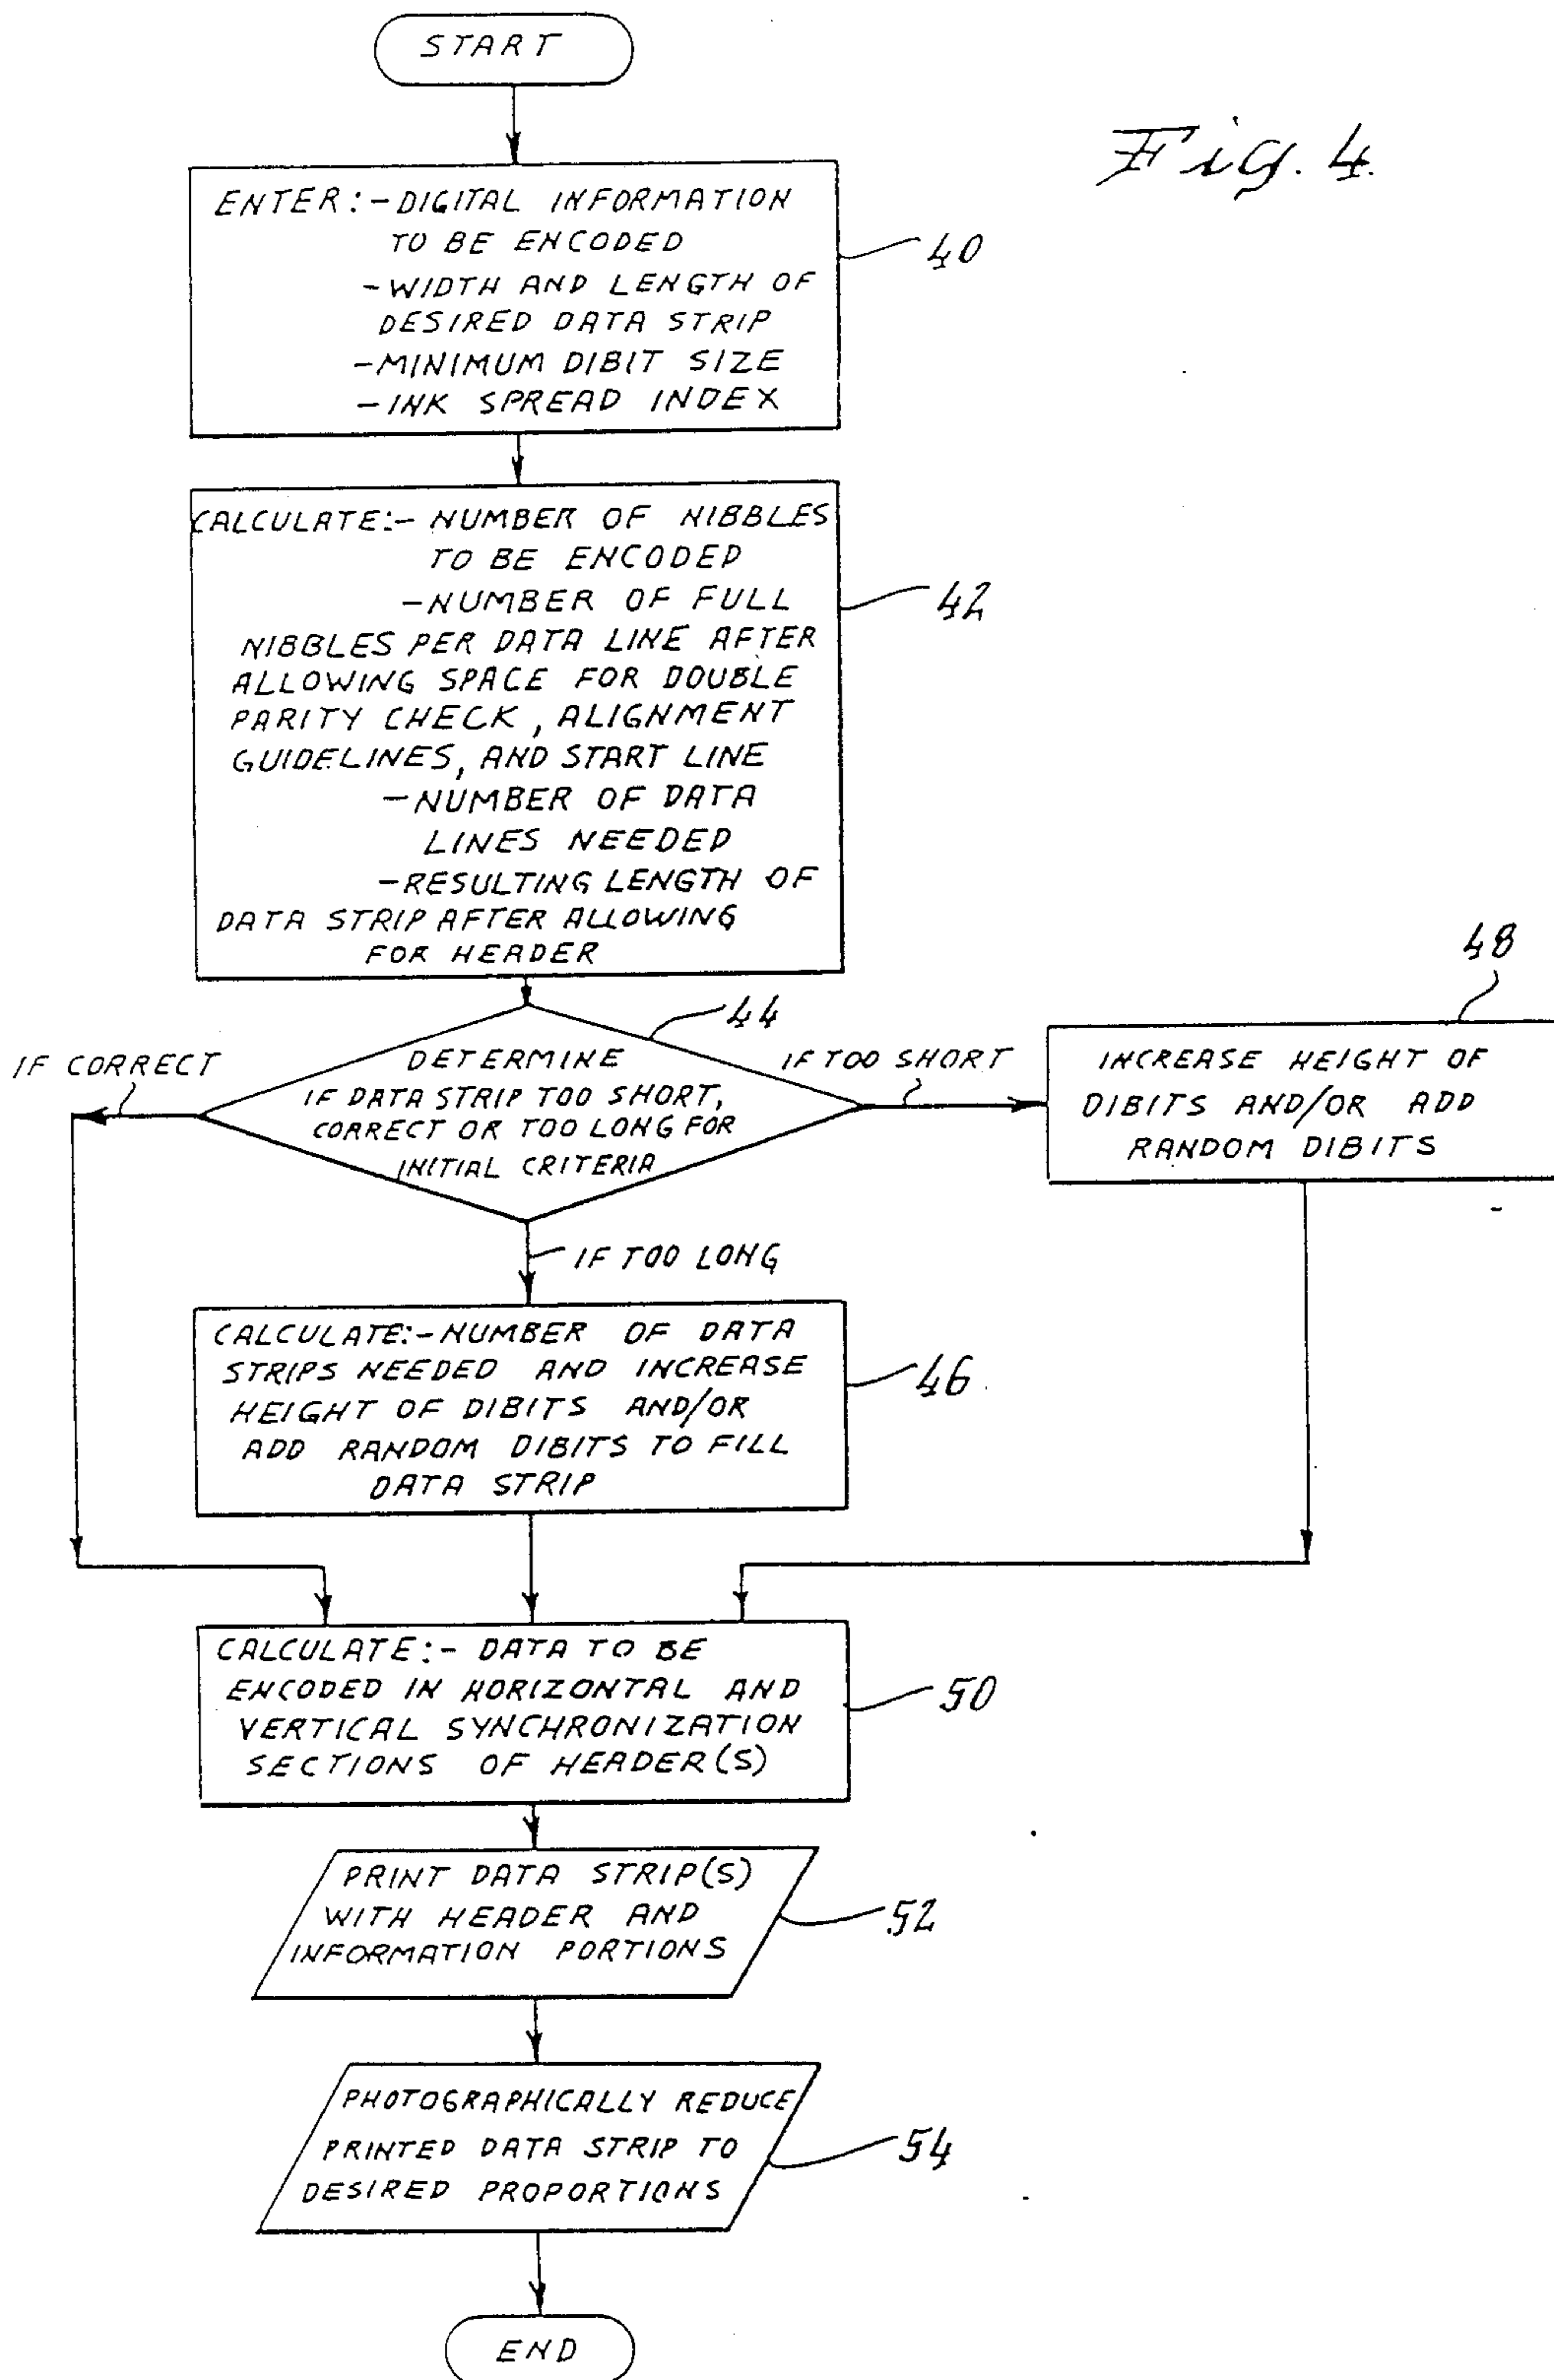 START
Fig. 4.
ENTER:-DIGITAL INFORMATION
TO BE ENCODED
-WIDTH AND LENGTH OF
DESIRED DATA STRIP
-MINIMUM DIBIT SIZE
-INK SPREAD INDEX
40
CALCULATE:- NUMBER OF NIBBLES
TO BE ENCODED
-NUMBER OF FULL
NIBBLES PER DATA LINE AFTER
ALLOWING SPACE FOR DOUBLE
PARITY CHECK, ALIGNMENT
GUIDELINES, AND START LINE
-NUMBER OF DATA
LINES NEEDED
-RESULTING LENGTH OF
DATA STRIP AFTER ALLOWING
FOR HEADER
42
44
DETERMINE
IF DATA STRIP TOO SHORT,
CORRECT OR TOO LONG FOR
INITIAL CRITERIA
IF CORRECT
IF TOO SHORT
48
INCREASE HEIGHT OF
DIBITS AND/OR ADD
RANDOM DIBITS
IF TOO LONG
CALCULATE:-NUMBER OF DATA
STRIPS NEEDED AND INCREASE
HEIGHT OF DIBITS AND/OR
ADD RANDOM DIBITS TO FILL
DATA STRIP
46
CALCULATE:- DATA TO BE
ENCODED IN HORIZONTAL AND
VERTICAL SYNCHRONIZATION
SECTIONS OF HEADER(S)
50
PRINT DATA STRIP(S)
WITH HEADER AND
INFORMATION PORTIONS
52
PHOTOGRAPHICALLY REDUCE
PRINTED DATA STRIP TO
DESIRED PROPORTIONS
54
END